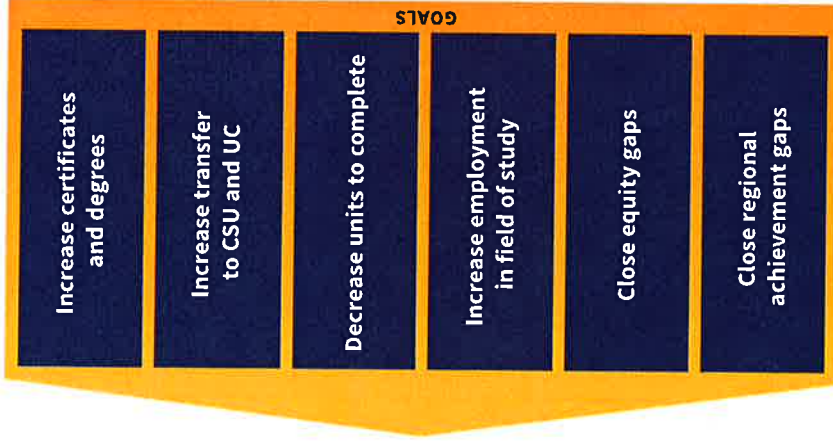 GOALS
Increase certificates
and degrees
Increase transfer
to CSU and UC
Decrease units to complete
Increase employment
in field of study
Close equity gaps
Close regional
achievement gaps